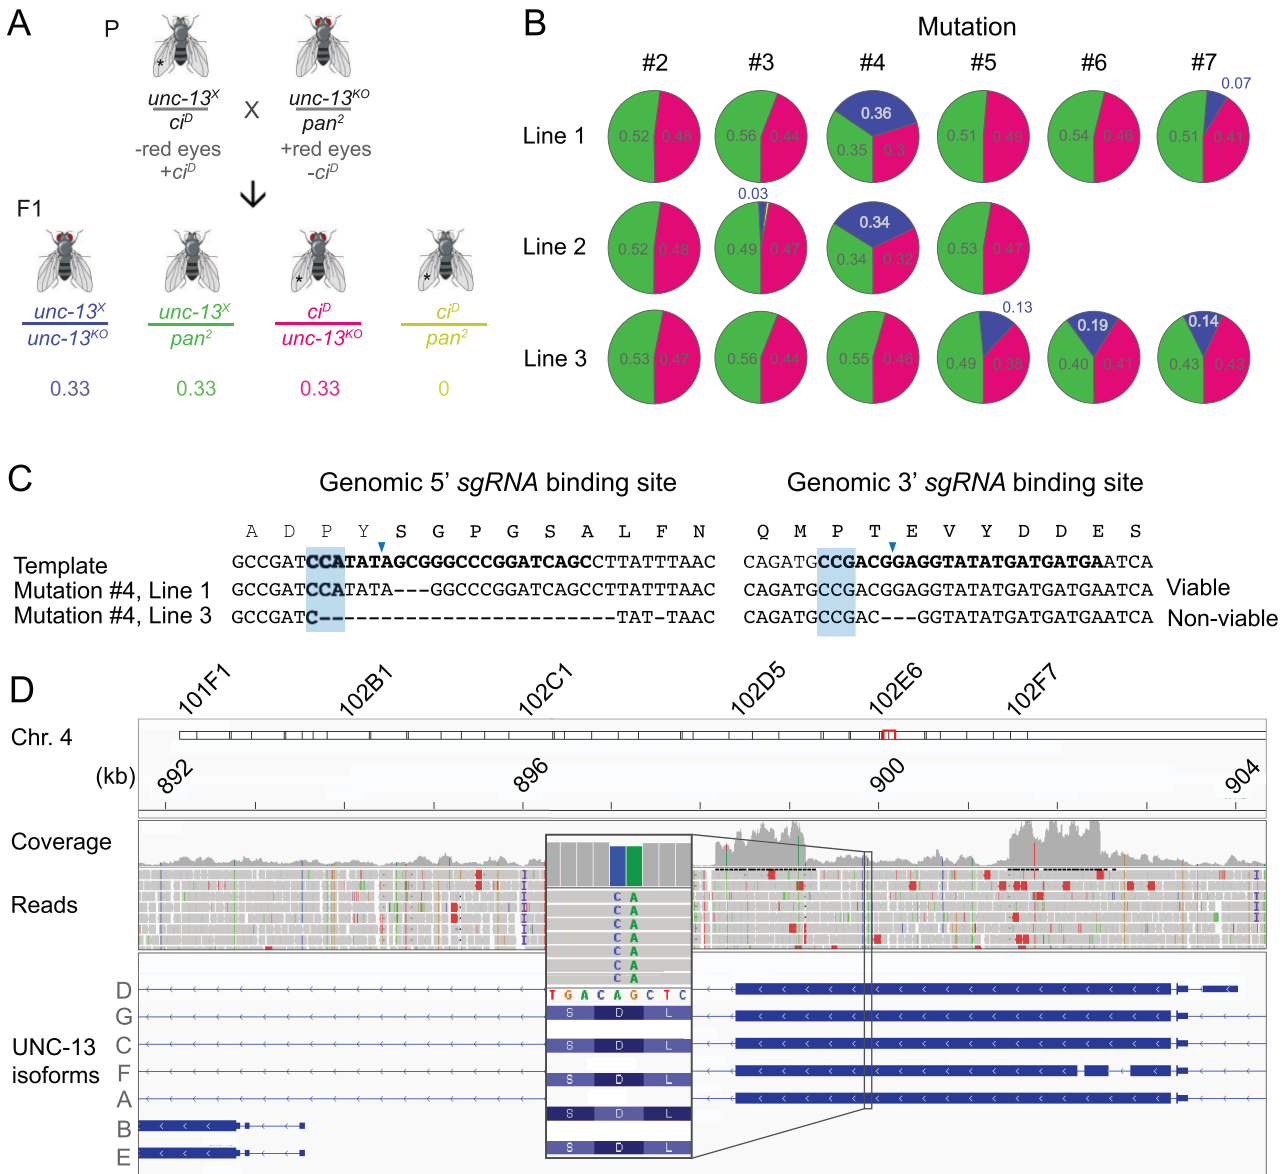 A
P
unc-13X
ciD
X
unc-13KO
pan2
-red eyes
+ciD
+red eyes
-ciD
F1
unc-13X
unc-13KO
unc-13X
pan2
ciD
unc-13KO
ciD
pan2
0.33
0.33
0.33
0
B
Mutation
#2 #3 #4 #5 #6 #7
Line 1
0.52 0.48
0.56 0.44
0.36 0.35 0.3
0.51 0.49
0.54 0.46
0.07 0.51 0.41
Line 2
0.52 0.48
0.03 0.49 0.47
0.34 0.34 0.32
0.53 0.47
Line 3
0.53 0.47
0.56 0.44
0.55 0.46
0.13 0.49 0.38
0.19 0.40 0.41
0.14 0.43 0.43
C
Genomic 5’ sgRNA binding site
Genomic 3’ sgRNA binding site
A D P Y S G P G S A L F N
Q M P T E V Y D D E S
Template GCCGATCCATATAGCGGGCCCGGATCAGCCTTATTTAAC CAGATGCCGACGGAGGTATATGATGATGAATCA
Mutation #4, Line 1 GCCGATCCATATA---GGCCCGGATCAGCCTTATTTAAC CAGATGCCGACGGAGGTATATGATGATGAATCA Viable
Mutation #4, Line 3 GCCGATC-----------------------TAT-TAAC CAGATGCCGAC---GGTATATGATGATGAATCA Non-viable
D
101F1 102B1 102C1 102D5 102E6 102F7
Chr. 4
(kb) 892 896 900 904
Coverage
Reads
C A
C A
C A
C A
C A
C A
C A
T G A C A G C T C
S D L
S D L
S D L
S D L
S D L
UNC-13
isoforms
D
G
C
F
A
B
E